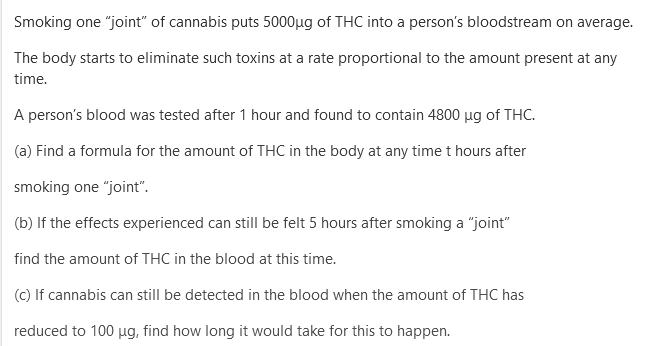 Smoking one “joint” of cannabis puts 5000μg of THC into a person’s bloodstream on average.
The body starts to eliminate such toxins at a rate proportional to the amount present at any
time.
A person’s blood was tested after 1 hour and found to contain 4800 μg of THC.
(a) Find a formula for the amount of THC in the body at any time t hours after
smoking one “joint”.
(b) If the effects experienced can still be felt 5 hours after smoking a “joint”
find the amount of THC in the blood at this time.
(c) If cannabis can still be detected in the blood when the amount of THC has
reduced to 100 μg, find how long it would take for this to happen.